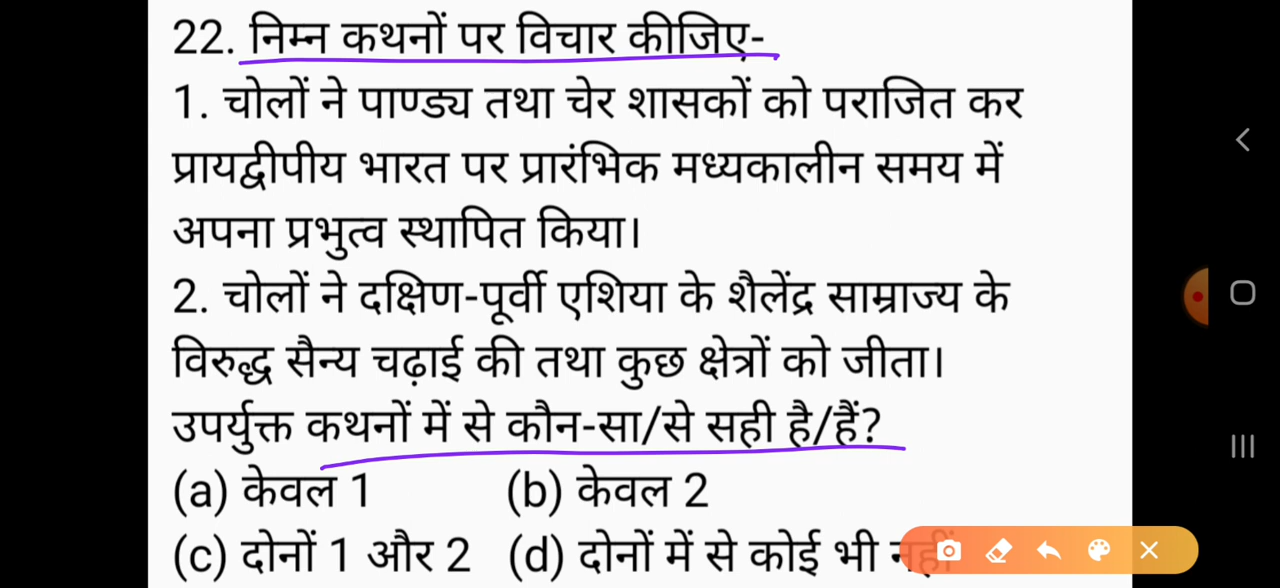 22. निम्न कथनों पर विचार कीजिए-
1. चोलों ने पाण्ड्य तथा चेर शासकों को पराजित कर
प्रायद्वीपीय भारत पर प्रारंभिक मध्यकालीन समय में
अपना प्रभुत्व स्थापित किया।
2. चोलों ने दक्षिण-पूर्वी एशिया के शैलेंद्र साम्राज्य के
विरुद्ध सैन्य चढ़ाई की तथा कुछ क्षेत्रों को जीता।
उपर्युक्त कथनों में से कौन-सा/से सही है/हैं?
(a) केवल 1 (b) केवल 2
(c) दोनों 1 और 2 (d) दोनों में से कोई भी नहीं